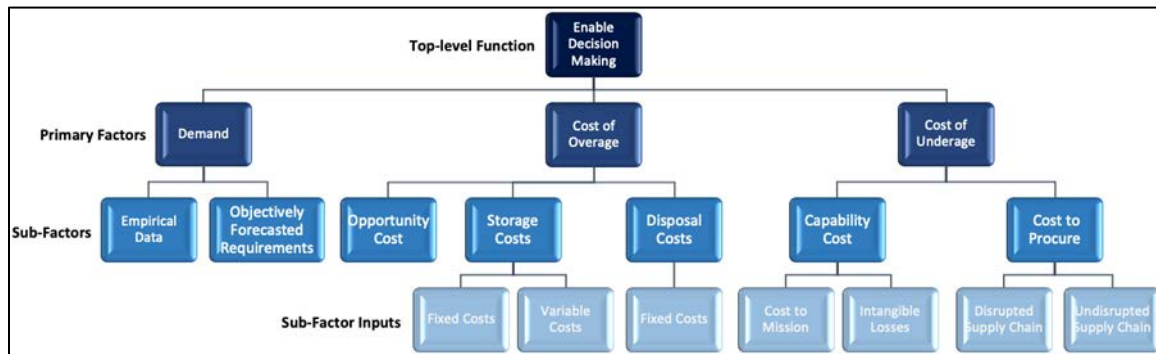 Top-level Function
Enable
Decision
Making
Primary Factors
Demand
Cost of
Overage
Cost of
Underage
Sub-Factors
Empirical
Data
Objectively
Forecasted
Requirements
Opportunity
Cost
Storage
Costs
Disposal
Costs
Capability
Cost
Cost to
Procure
Sub-Factor Inputs
Fixed Costs
Variable
Costs
Fixed Costs
Cost to
Mission
Intangible
Losses
Disrupted
Supply Chain
Undisrupted
Supply Chain